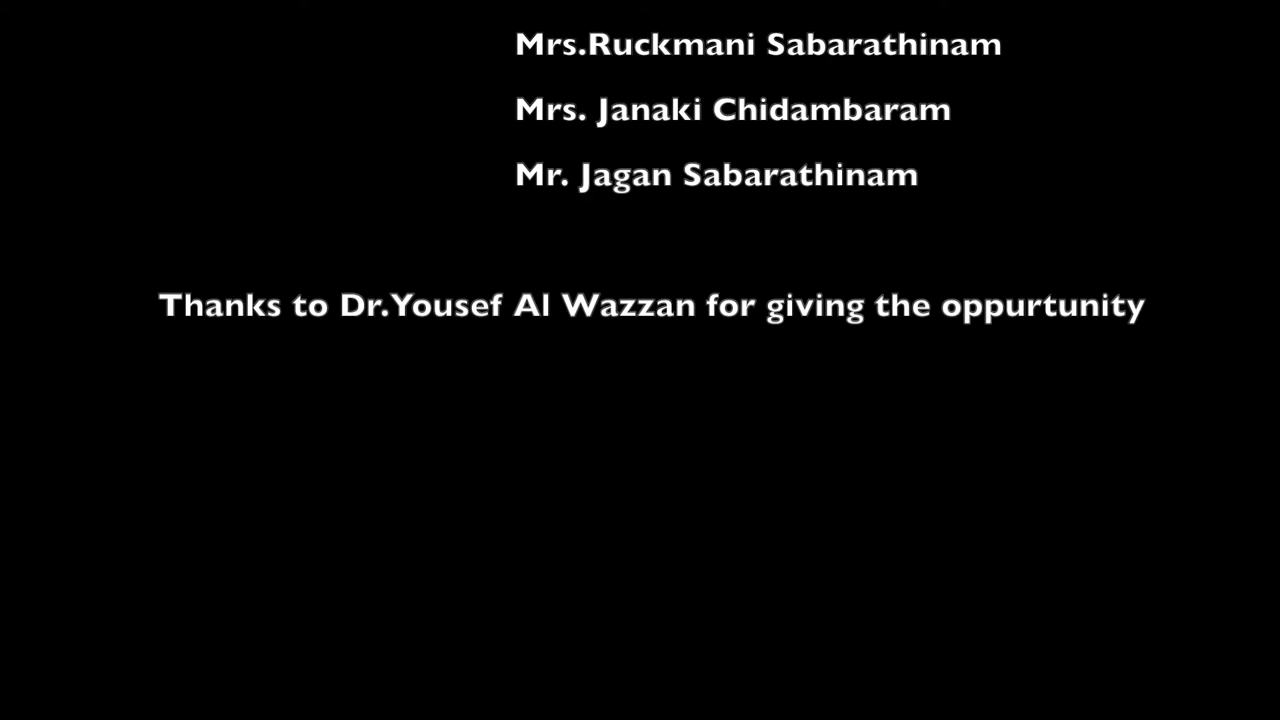 Mrs.Ruckmani Sabarathinam
Mrs. Janaki Chidambaram
Mr. Jagan Sabarathinam
Thanks to Dr.Yousef Al Wazzan for giving the oppurtunity